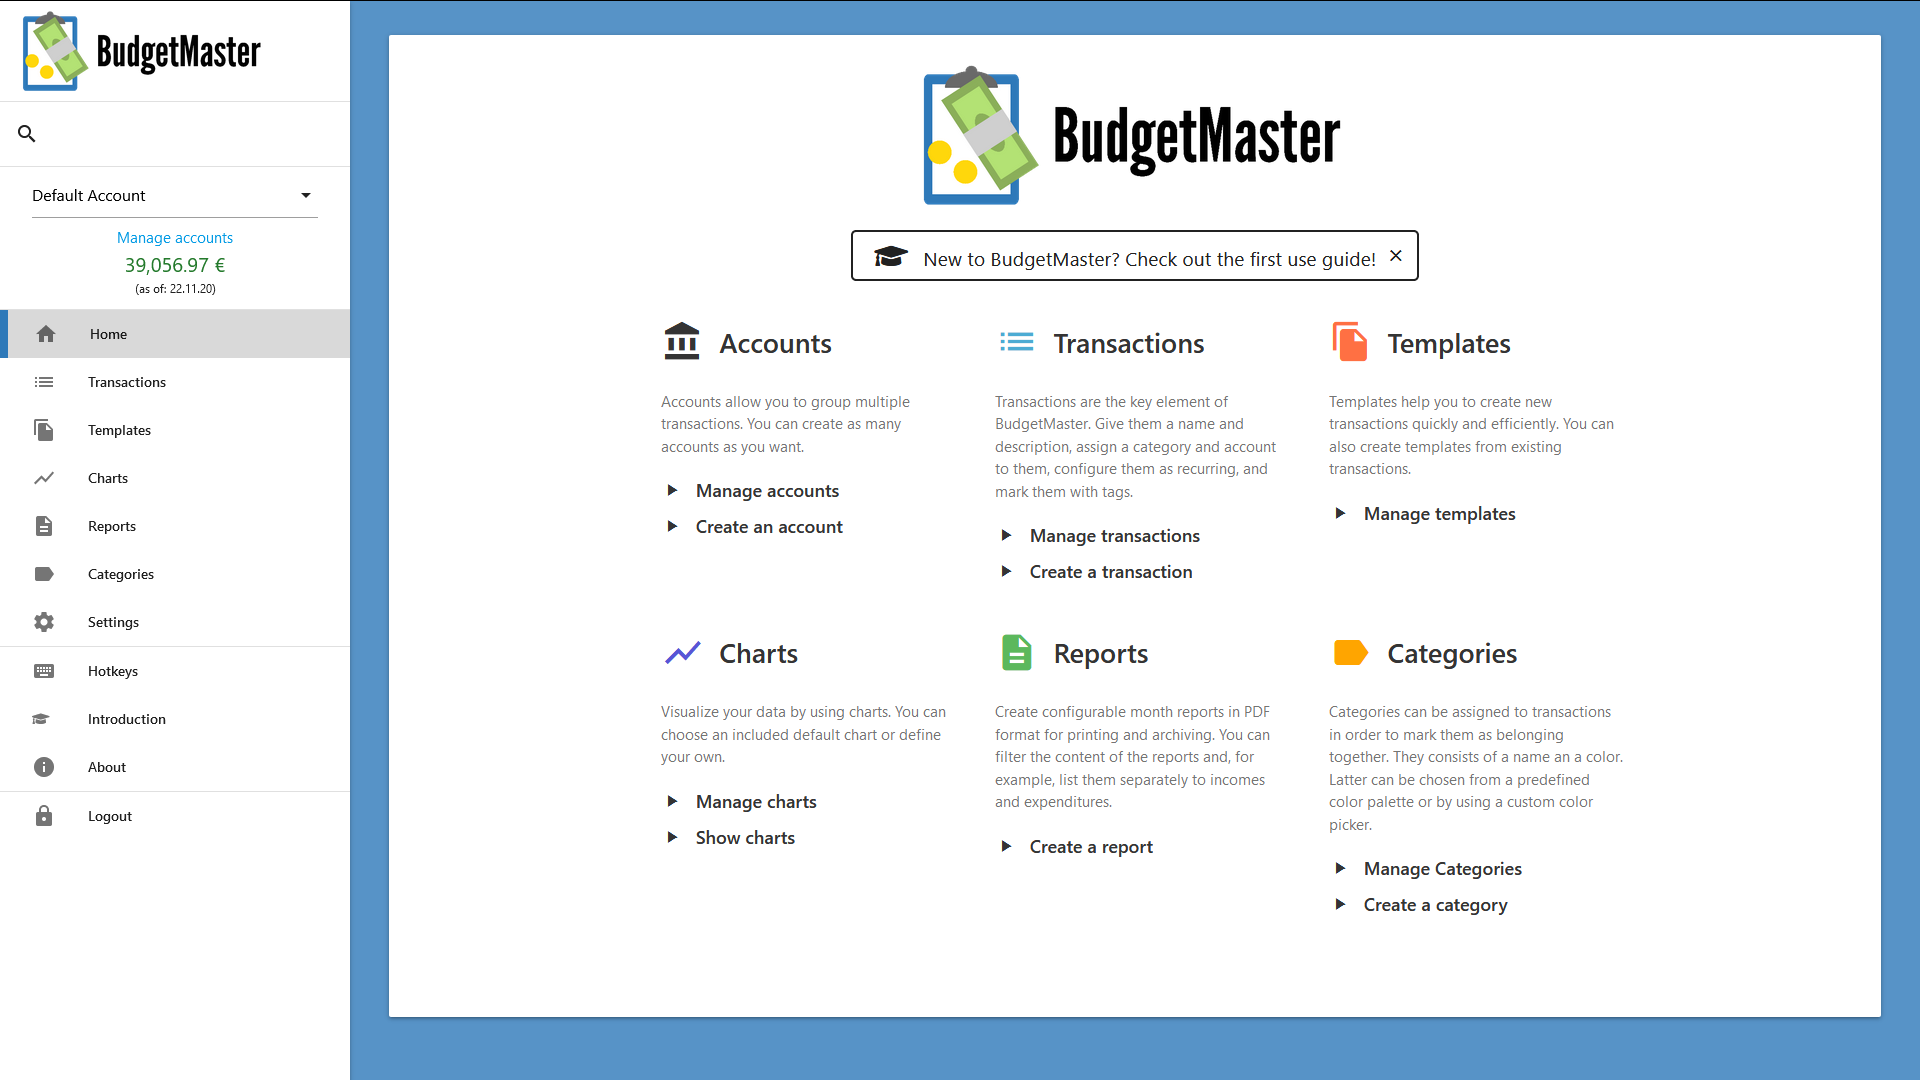 BudgetMaster
Default Account
Manage accounts
39,056.97 €
(as of: 22.11.20)
Home
Transactions
Templates
Charts
Reports
Categories
Settings
Hotkeys
Introduction
About
Logout
BudgetMaster
New to BudgetMaster? Check out the first use guide!
Accounts
Accounts allow you to group multiple
transactions. You can create as many
accounts as you want.
Manage accounts
Create an account
Transactions
Transactions are the key element of
BudgetMaster. Give them a name and
description, assign a category and account
to them, configure them as recurring, and
mark them with tags.
Manage transactions
Create a transaction
Templates
Templates help you to create new
transactions quickly and efficiently. You can
also create templates from existing
transactions.
Manage templates
Charts
Visualize your data by using charts. You can
choose an included default chart or define
your own.
Manage charts
Show charts
Reports
Create configurable month reports in PDF
format for printing and archiving. You can
filter the content of the reports and, for
example, list them separately to incomes
and expenditures.
Create a report
Categories
Categories can be assigned to transactions
in order to mark them as belonging
together. They consists of a name an a color.
Latter can be chosen from a predefined
color palette or by using a custom color
picker.
Manage Categories
Create a category